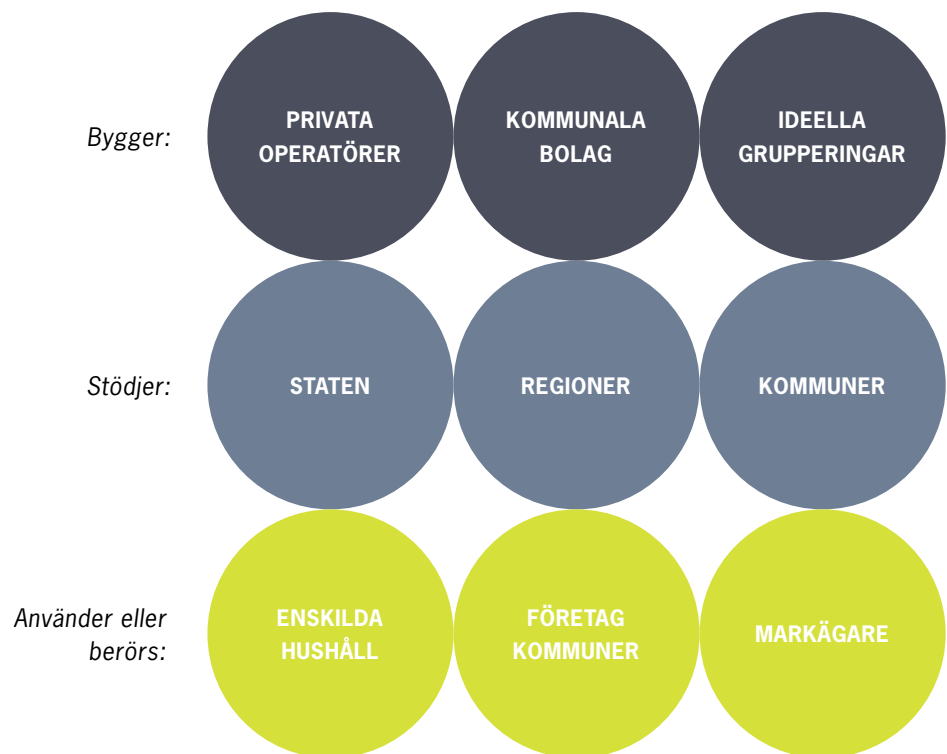 Bygger:
PRIVATA
OPERATÖRER
KOMMUNALA
BOLAG
IDEELLA
GRUPPERINGAR
Stödjer:
STATEN
REGIONER
KOMMUNER
Använder eller
berörs:
ENSKILDA
HUSHÅLL
FÖRETAG
KOMMUNER
MARKÄGARE